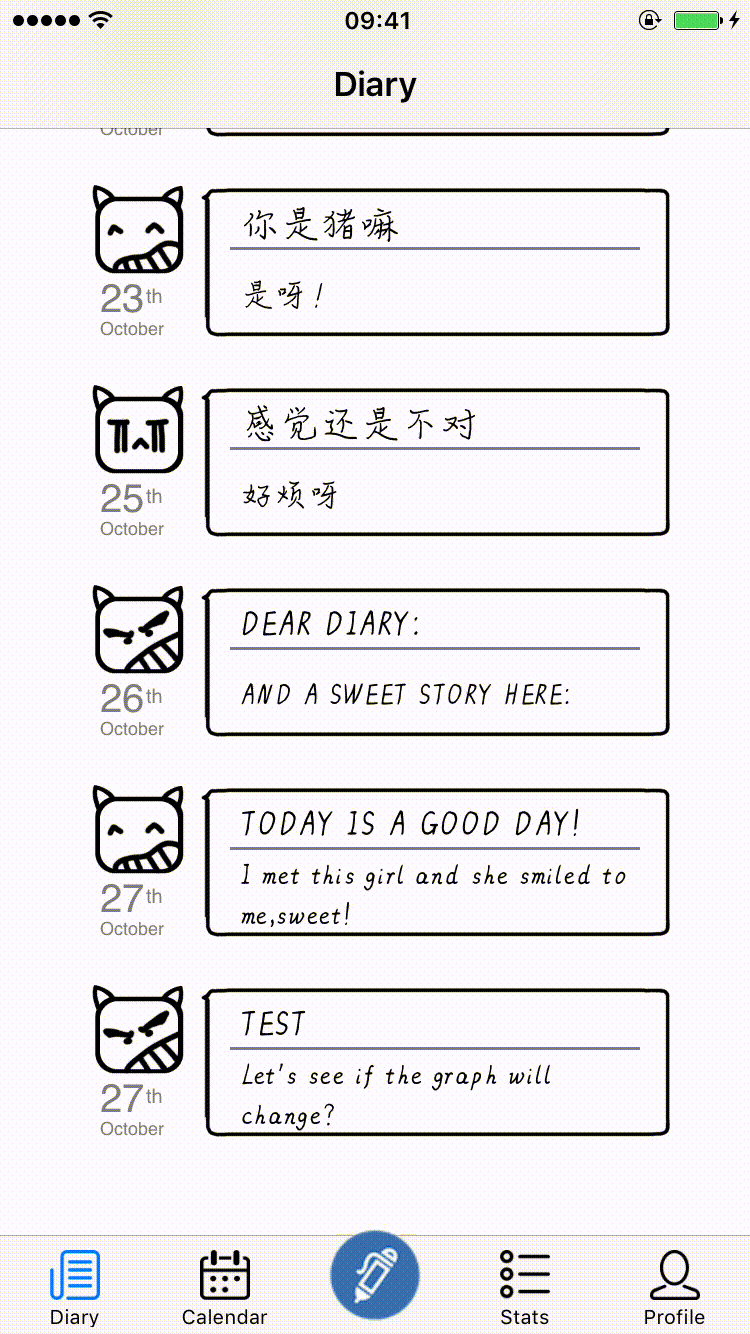 09:41
Diary
October
你是猪嘛
是呀！
23th
October
感觉还是不对
好烦呀
25th
October
DEAR DIARY:
AND A SWEET STORY HERE:
26th
October
TODAY IS A GOOD DAY!
I met this girl and she smiled to
me,sweet!
27th
October
TEST
Let's see if the graph will
change?
27th
October
Diary
Calendar
Stats
Profile